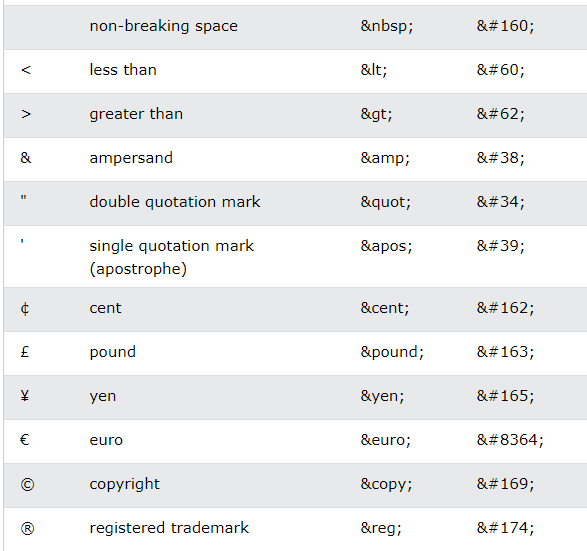 non-breaking space &nbsp; &#160;
< less than &lt; &#60;
> greater than &gt; &#62;
& ampersand &amp; &#38;
" double quotation mark &quot; &#34;
' single quotation mark &apos; &#39;
(apostrophe)
¢ cent &cent; &#162;
£ pound &pound; &#163;
¥ yen &yen; &#165;
€ euro &euro; &#8364;
© copyright &copy; &#169;
® registered trademark &reg; &#174;